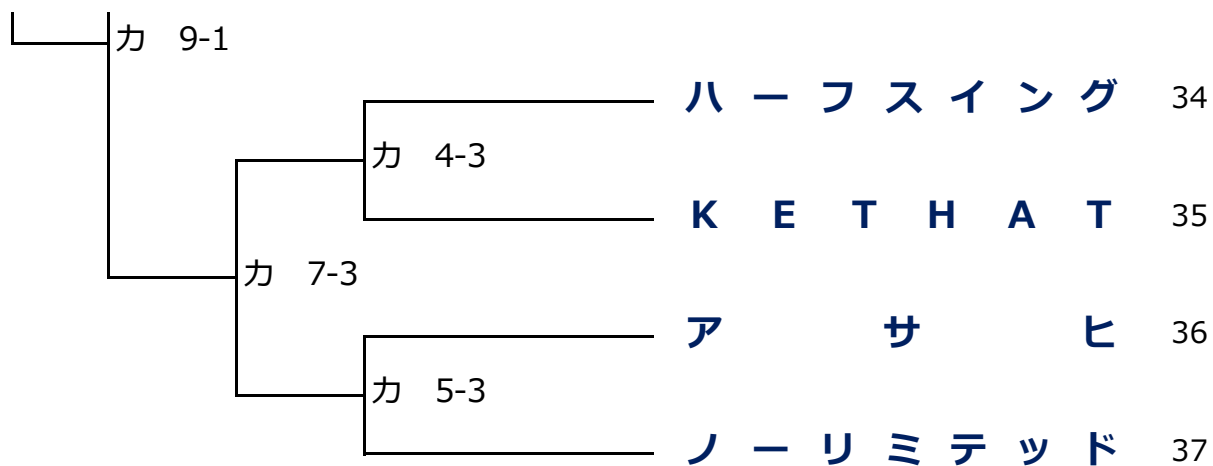 カ 9-1
ハーフスイング 34
カ 4-3
KETHAT 35
カ 7-3
アサヒ 36
カ 5-3
ノーリミテッド 37